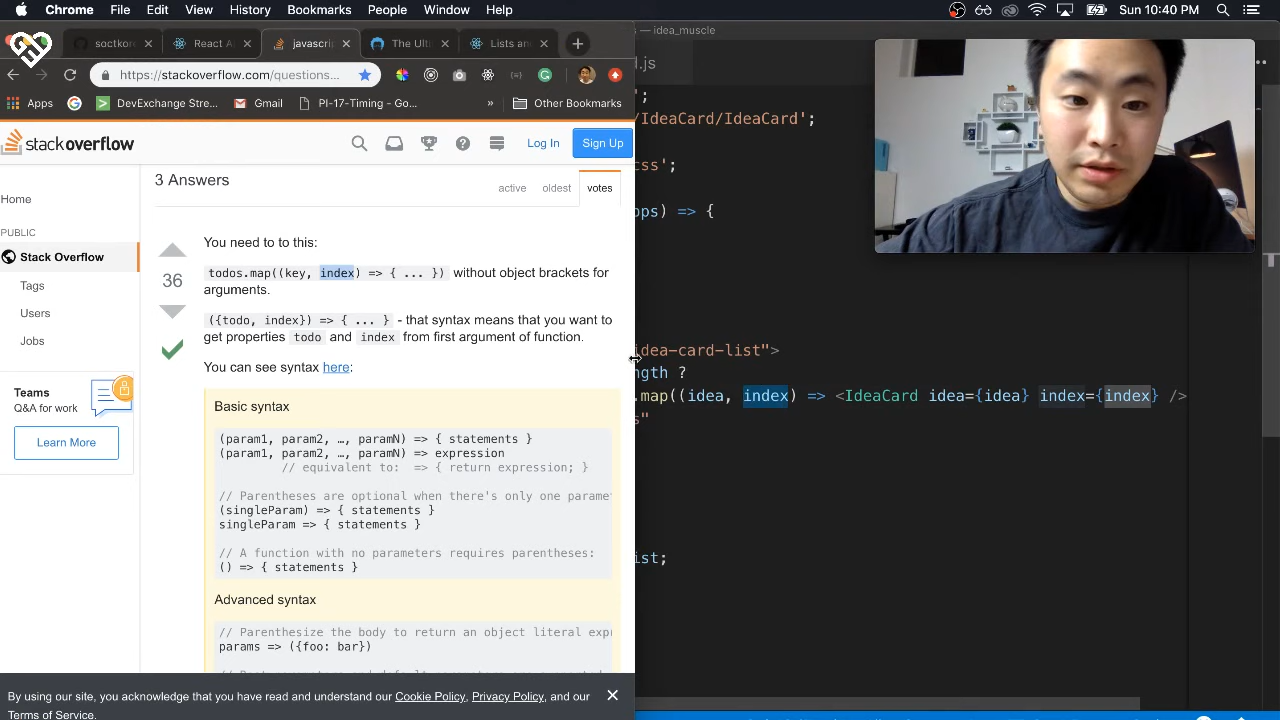 Chrome File Edit View History Bookmarks People Window Help Sun 10:40 PM
soctkor
React A
javascri
The Ulti
Lists an
— idea_muscle
https://stackoverflow.com/questions...
d.js
Apps DevExchange Stre... Gmail PI-17-Timing - Go... » Other Bookmarks
';
/IdeaCard/IdeaCard';
stackoverflow Log In Sign Up
css';
3 Answers active oldest votes
Home
ops) => {
PUBLIC
Stack Overflow
Tags
Users
Jobs
Teams
Q&A for work
Learn More
You need to to this:
36
todos.map((key, index) => { ... }) without object brackets for
arguments.
({todo, index}) => { ... } - that syntax means that you want to
get properties todo and index from first argument of function.
You can see syntax here:
Basic syntax
(param1, param2, …, paramN) => { statements }
(param1, param2, …, paramN) => expression
// equivalent to: => { return expression; }
// Parentheses are optional when there's only one parame
(singleParam) => { statements }
singleParam => { statements }
// A function with no parameters requires parentheses:
() => { statements }
Advanced syntax
// Parenthesize the body to return an object literal exp
params => ({foo: bar})
idea-card-list">
ngth ?
.map((idea, index) => <IdeaCard idea={idea} index={index} />
s"
ist;
By using our site, you acknowledge that you have read and understand our Cookie Policy, Privacy Policy, and our
Terms of Service.